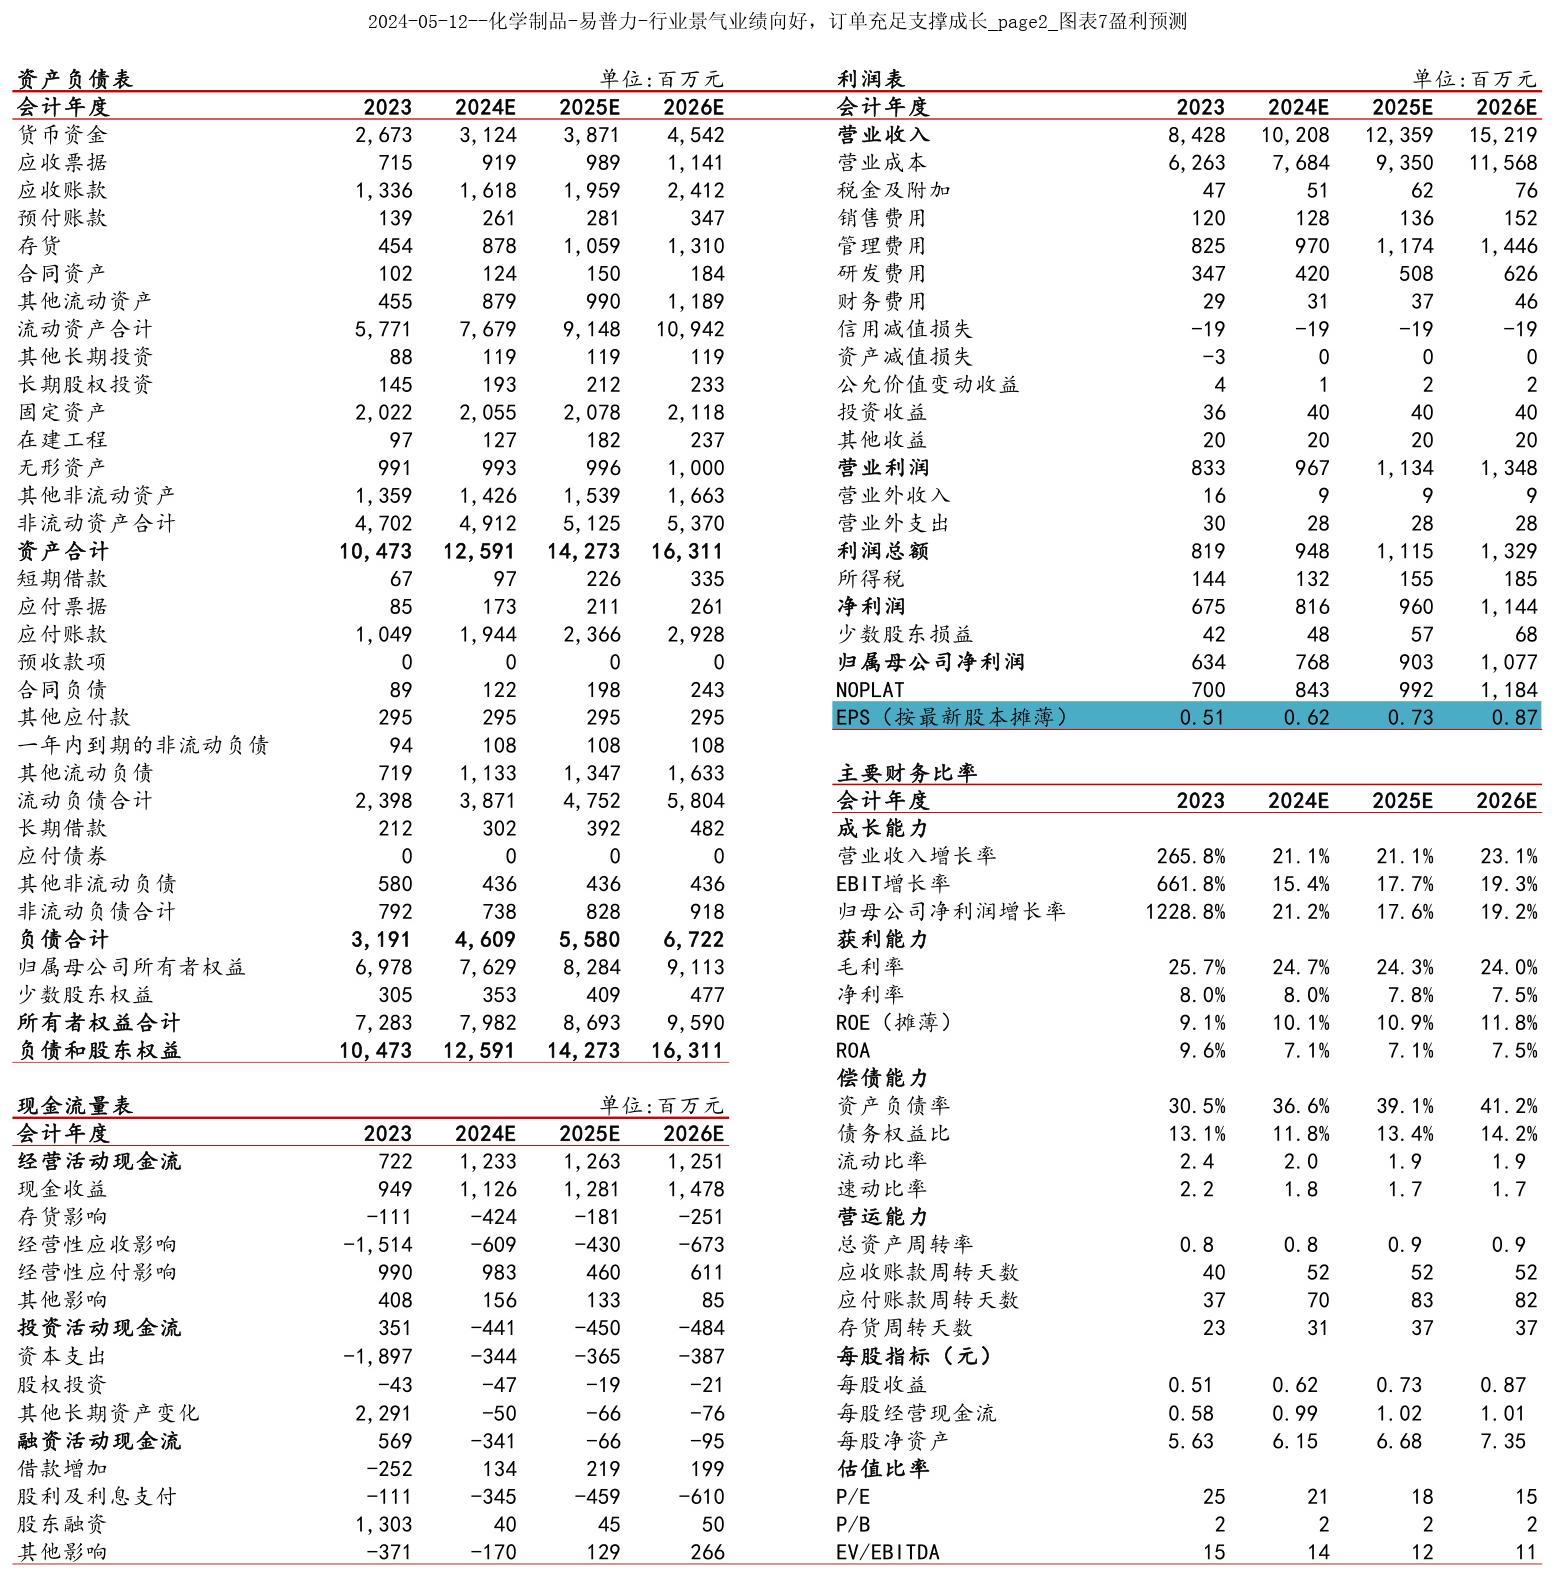 2024-05-12--化学制品-易普力-行业景气业绩向好，订单充足支撑成长_page2_图表7盈利预测
资产负债表 单位:百万元
会计年度 2023 2024E 2025E 2026E
货币资金 2,673 3,124 3,871 4,542
应收票据 715 919 989 1,141
应收账款 1,336 1,618 1,959 2,412
预付账款 139 261 281 347
存货 454 878 1,059 1,310
合同资产 102 124 150 184
其他流动资产 455 879 990 1,189
流动资产合计 5,771 7,679 9,148 10,942
其他长期投资 88 119 119 119
长期股权投资 145 193 212 233
固定资产 2,022 2,055 2,078 2,118
在建工程 97 127 182 237
无形资产 991 993 996 1,000
其他非流动资产 1,359 1,426 1,539 1,663
非流动资产合计 4,702 4,912 5,125 5,370
资产合计 10,473 12,591 14,273 16,311
短期借款 67 97 226 335
应付票据 85 173 211 261
应付账款 1,049 1,944 2,366 2,928
预收款项 0 0 0 0
合同负债 89 122 198 243
其他应付款 295 295 295 295
一年内到期的非流动负债 94 108 108 108
其他流动负债 719 1,133 1,347 1,633
流动负债合计 2,398 3,871 4,752 5,804
长期借款 212 302 392 482
应付债券 0 0 0 0
其他非流动负债 580 436 436 436
非流动负债合计 792 738 828 918
负债合计 3,191 4,609 5,580 6,722
归属母公司所有者权益 6,978 7,629 8,284 9,113
少数股东权益 305 353 409 477
所有者权益合计 7,283 7,982 8,693 9,590
负债和股东权益 10,473 12,591 14,273 16,311
现金流量表 单位:百万元
会计年度 2023 2024E 2025E 2026E
经营活动现金流 722 1,233 1,263 1,251
现金收益 949 1,126 1,281 1,478
存货影响 -111 -424 -181 -251
经营性应收影响 -1,514 -609 -430 -673
经营性应付影响 990 983 460 611
其他影响 408 156 133 85
投资活动现金流 351 -441 -450 -484
资本支出 -1,897 -344 -365 -387
股权投资 -43 -47 -19 -21
其他长期资产变化 2,291 -50 -66 -76
融资活动现金流 569 -341 -66 -95
借款增加 -252 134 219 199
股利及利息支付 -111 -345 -459 -610
股东融资 1,303 40 45 50
其他影响 -371 -170 129 266
利润表 单位:百万元
会计年度 2023 2024E 2025E 2026E
营业收入 8,428 10,208 12,359 15,219
营业成本 6,263 7,684 9,350 11,568
税金及附加 47 51 62 76
销售费用 120 128 136 152
管理费用 825 970 1,174 1,446
研发费用 347 420 508 626
财务费用 29 31 37 46
信用减值损失 -19 -19 -19 -19
资产减值损失 -3 0 0 0
公允价值变动收益 4 1 2 2
投资收益 36 40 40 40
其他收益 20 20 20 20
营业利润 833 967 1,134 1,348
营业外收入 16 9 9 9
营业外支出 30 28 28 28
利润总额 819 948 1,115 1,329
所得税 144 132 155 185
净利润 675 816 960 1,144
少数股东损益 42 48 57 68
归属母公司净利润 634 768 903 1,077
NOPLAT 700 843 992 1,184
EPS（按最新股本摊薄） 0.51 0.62 0.73 0.87
主要财务比率
会计年度 2023 2024E 2025E 2026E
成长能力
营业收入增长率 265.8% 21.1% 21.1% 23.1%
EBIT增长率 661.8% 15.4% 17.7% 19.3%
归母公司净利润增长率 1228.8% 21.2% 17.6% 19.2%
获利能力
毛利率 25.7% 24.7% 24.3% 24.0%
净利率 8.0% 8.0% 7.8% 7.5%
ROE（摊薄） 9.1% 10.1% 10.9% 11.8%
ROA 9.6% 7.1% 7.1% 7.5%
偿债能力
资产负债率 30.5% 36.6% 39.1% 41.2%
债务权益比 13.1% 11.8% 13.4% 14.2%
流动比率 2.4 2.0 1.9 1.9
速动比率 2.2 1.8 1.7 1.7
营运能力
总资产周转率 0.8 0.8 0.9 0.9
应收账款周转天数 40 52 52 52
应付账款周转天数 37 70 83 82
存货周转天数 23 31 37 37
每股指标（元）
每股收益 0.51 0.62 0.73 0.87
每股经营现金流 0.58 0.99 1.02 1.01
每股净资产 5.63 6.15 6.68 7.35
估值比率
P/E 25 21 18 15
P/B 2 2 2 2
EV/EBITDA 15 14 12 11